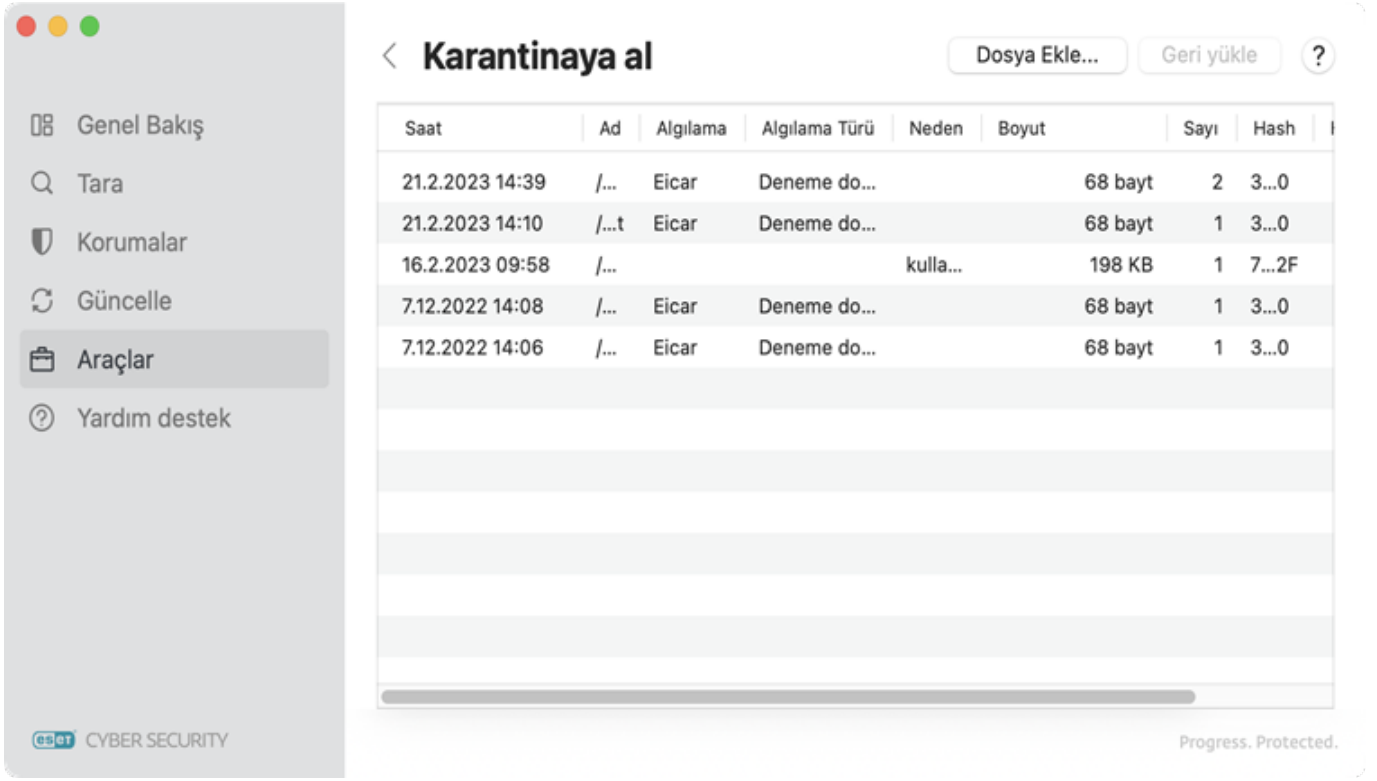 Karantinaya al
Dosya Ekle...
Geri yükle
?
Genel Bakış
Tara
Korumalar
Güncelle
Araçlar
Yardım destek
Saat Ad Algılama Algılama Türü Neden Boyut Sayı Hash
21.2.2023 14:39 /... Eicar Deneme do... 68 bayt 2 3...0
21.2.2023 14:10 /...t Eicar Deneme do... 68 bayt 1 3...0
16.2.2023 09:58 /... kulla... 198 KB 1 7...2F
7.12.2022 14:08 /... Eicar Deneme do... 68 bayt 1 3...0
7.12.2022 14:06 /... Eicar Deneme do... 68 bayt 1 3...0
eseT CYBER SECURITY
Progress. Protected.